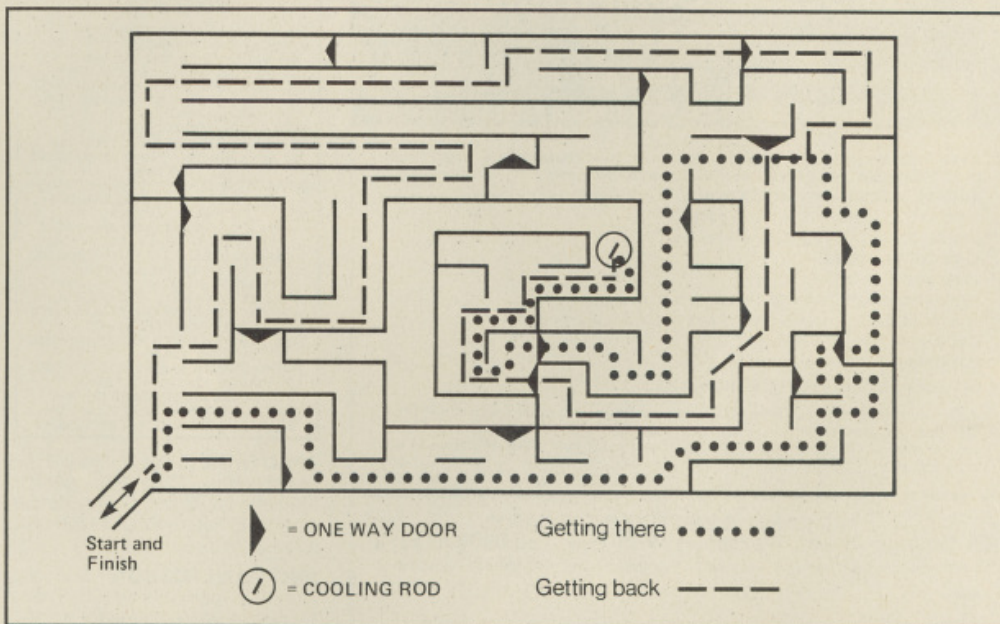 Start and
Finish
= ONE WAY DOOR
Getting there
= COOLING ROD
Getting back